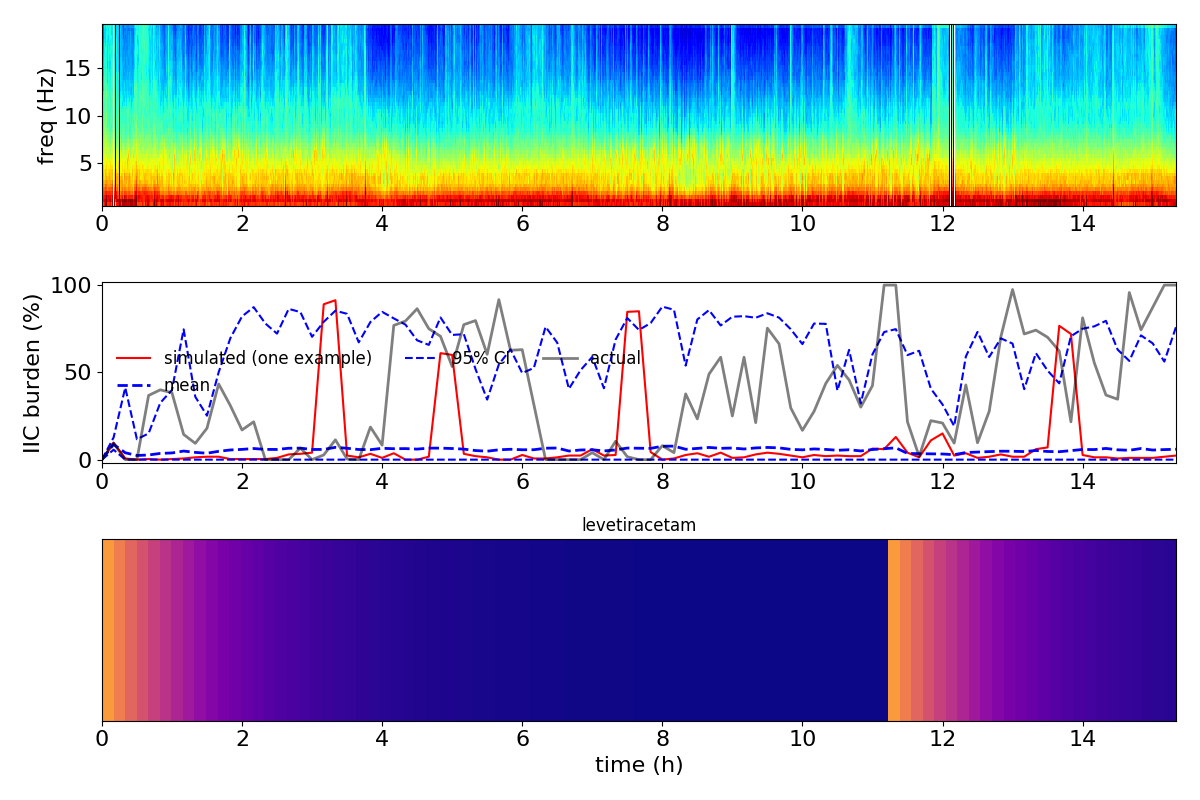 freq (Hz)
15
10
5
0 2 4 6 8 10 12 14
IIC burden (%)
100
50
0
simulated (one example) 95% CI actual
mean
0 2 4 6 8 10 12 14
levetiracetam
0 2 4 6 8 10 12 14
time (h)